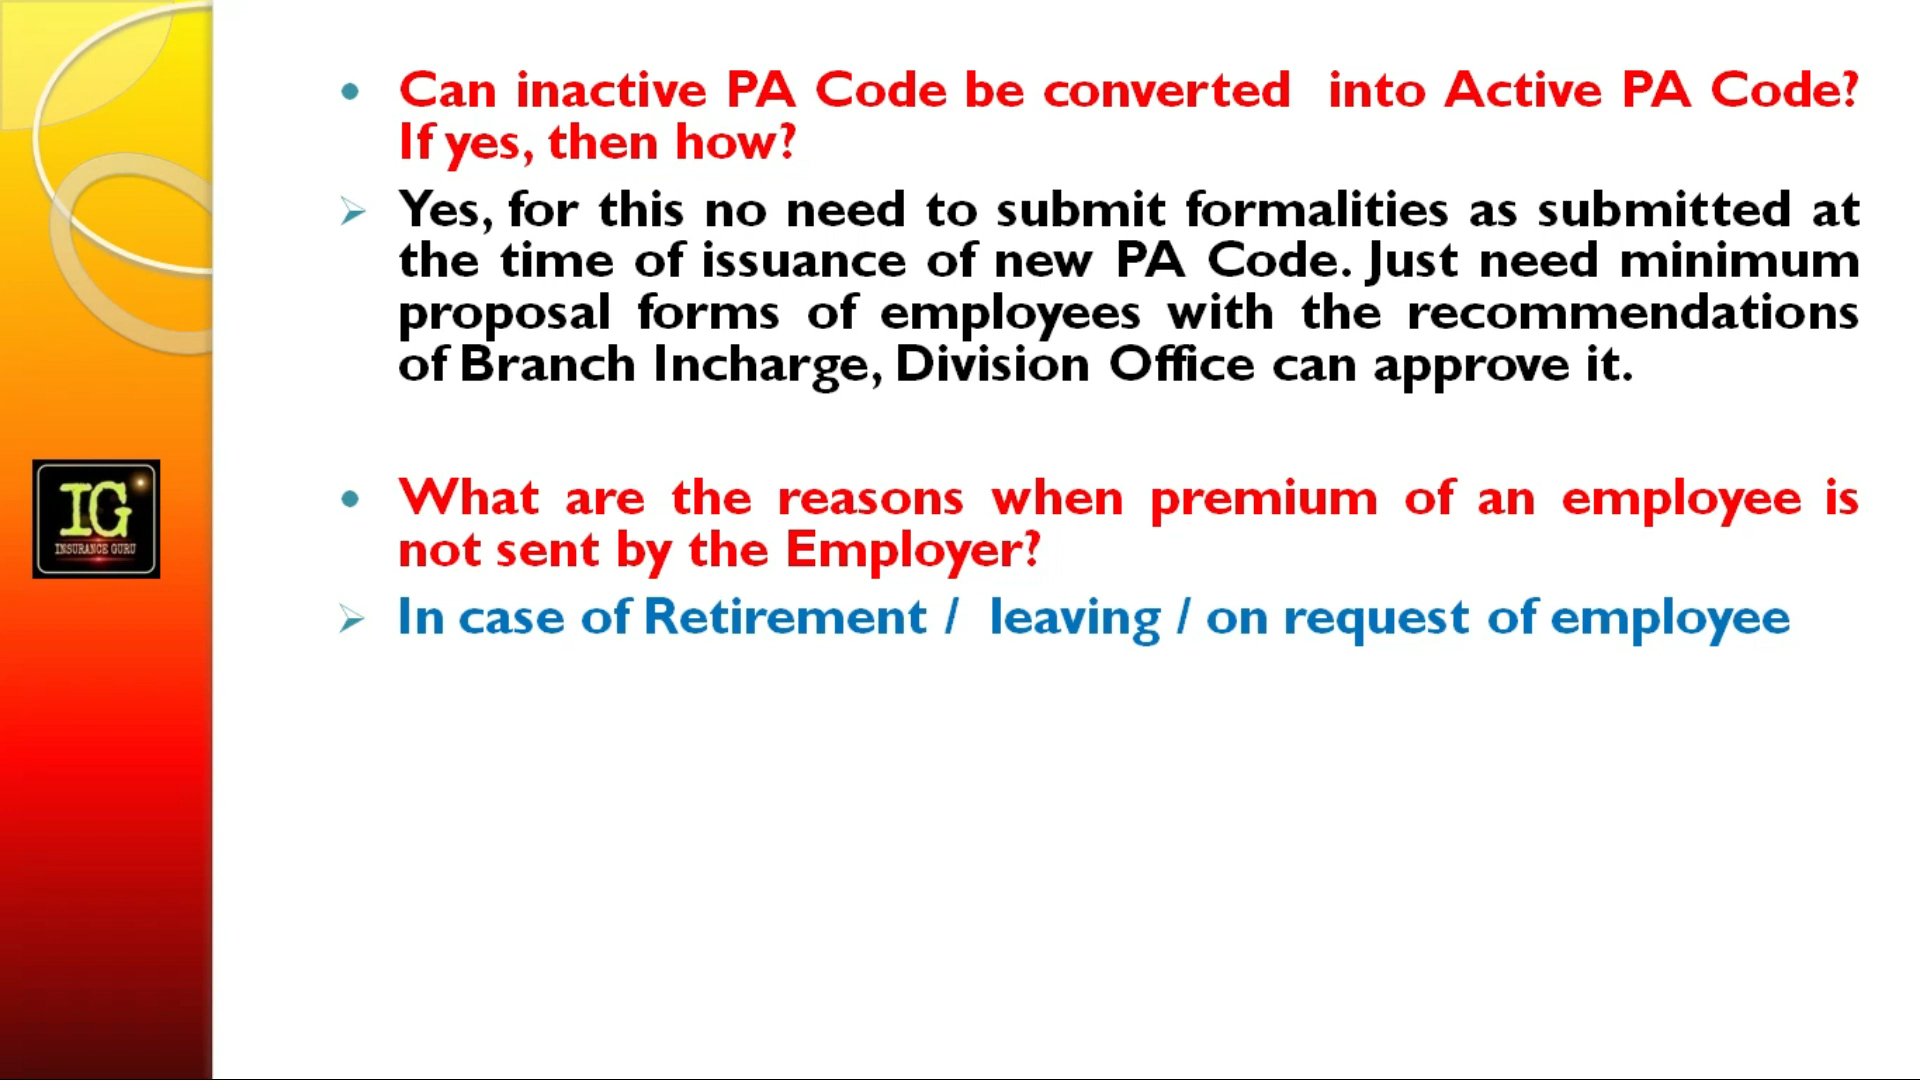 Can inactive PA Code be converted into Active PA Code?
If yes, then how?
Yes, for this no need to submit formalities as submitted at
the time of issuance of new PA Code. Just need minimum
proposal forms of employees with the recommendations
of Branch Incharge, Division Office can approve it.
IG
INSURANCE GURU
What are the reasons when premium of an employee is
not sent by the Employer?
In case of Retirement / leaving / on request of employee